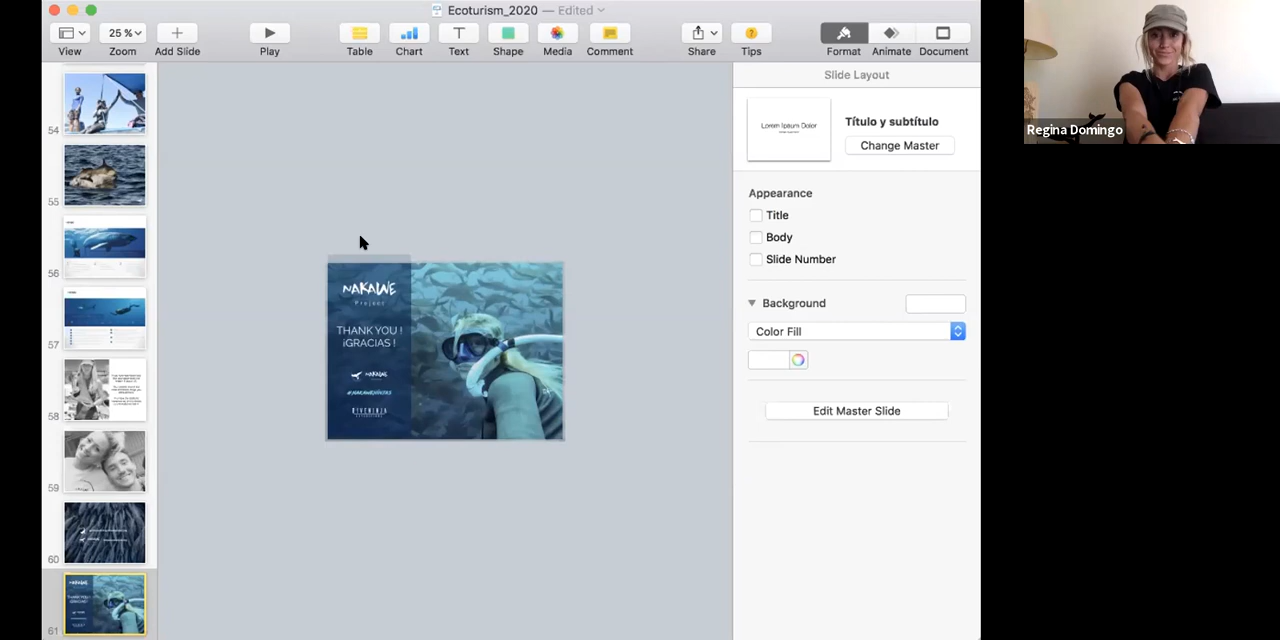 Ecoturism_2020 — Edited
View
25 %
Zoom
Add Slide
Play
Table
Chart
Text
Shape
Media
Comment
Share
Tips
Format
Animate
Document
Slide Layout
Lorem Ipsum Dolor
Título y subtítulo
Change Master
Appearance
Title
Body
Slide Number
Background
Color Fill
Edit Master Slide
54
55
56
57
58
59
60
61
NAKAWE
Project
THANK YOU !
¡GRACIAS !
NAKAWE
DIVENINJA
Regina Domingo